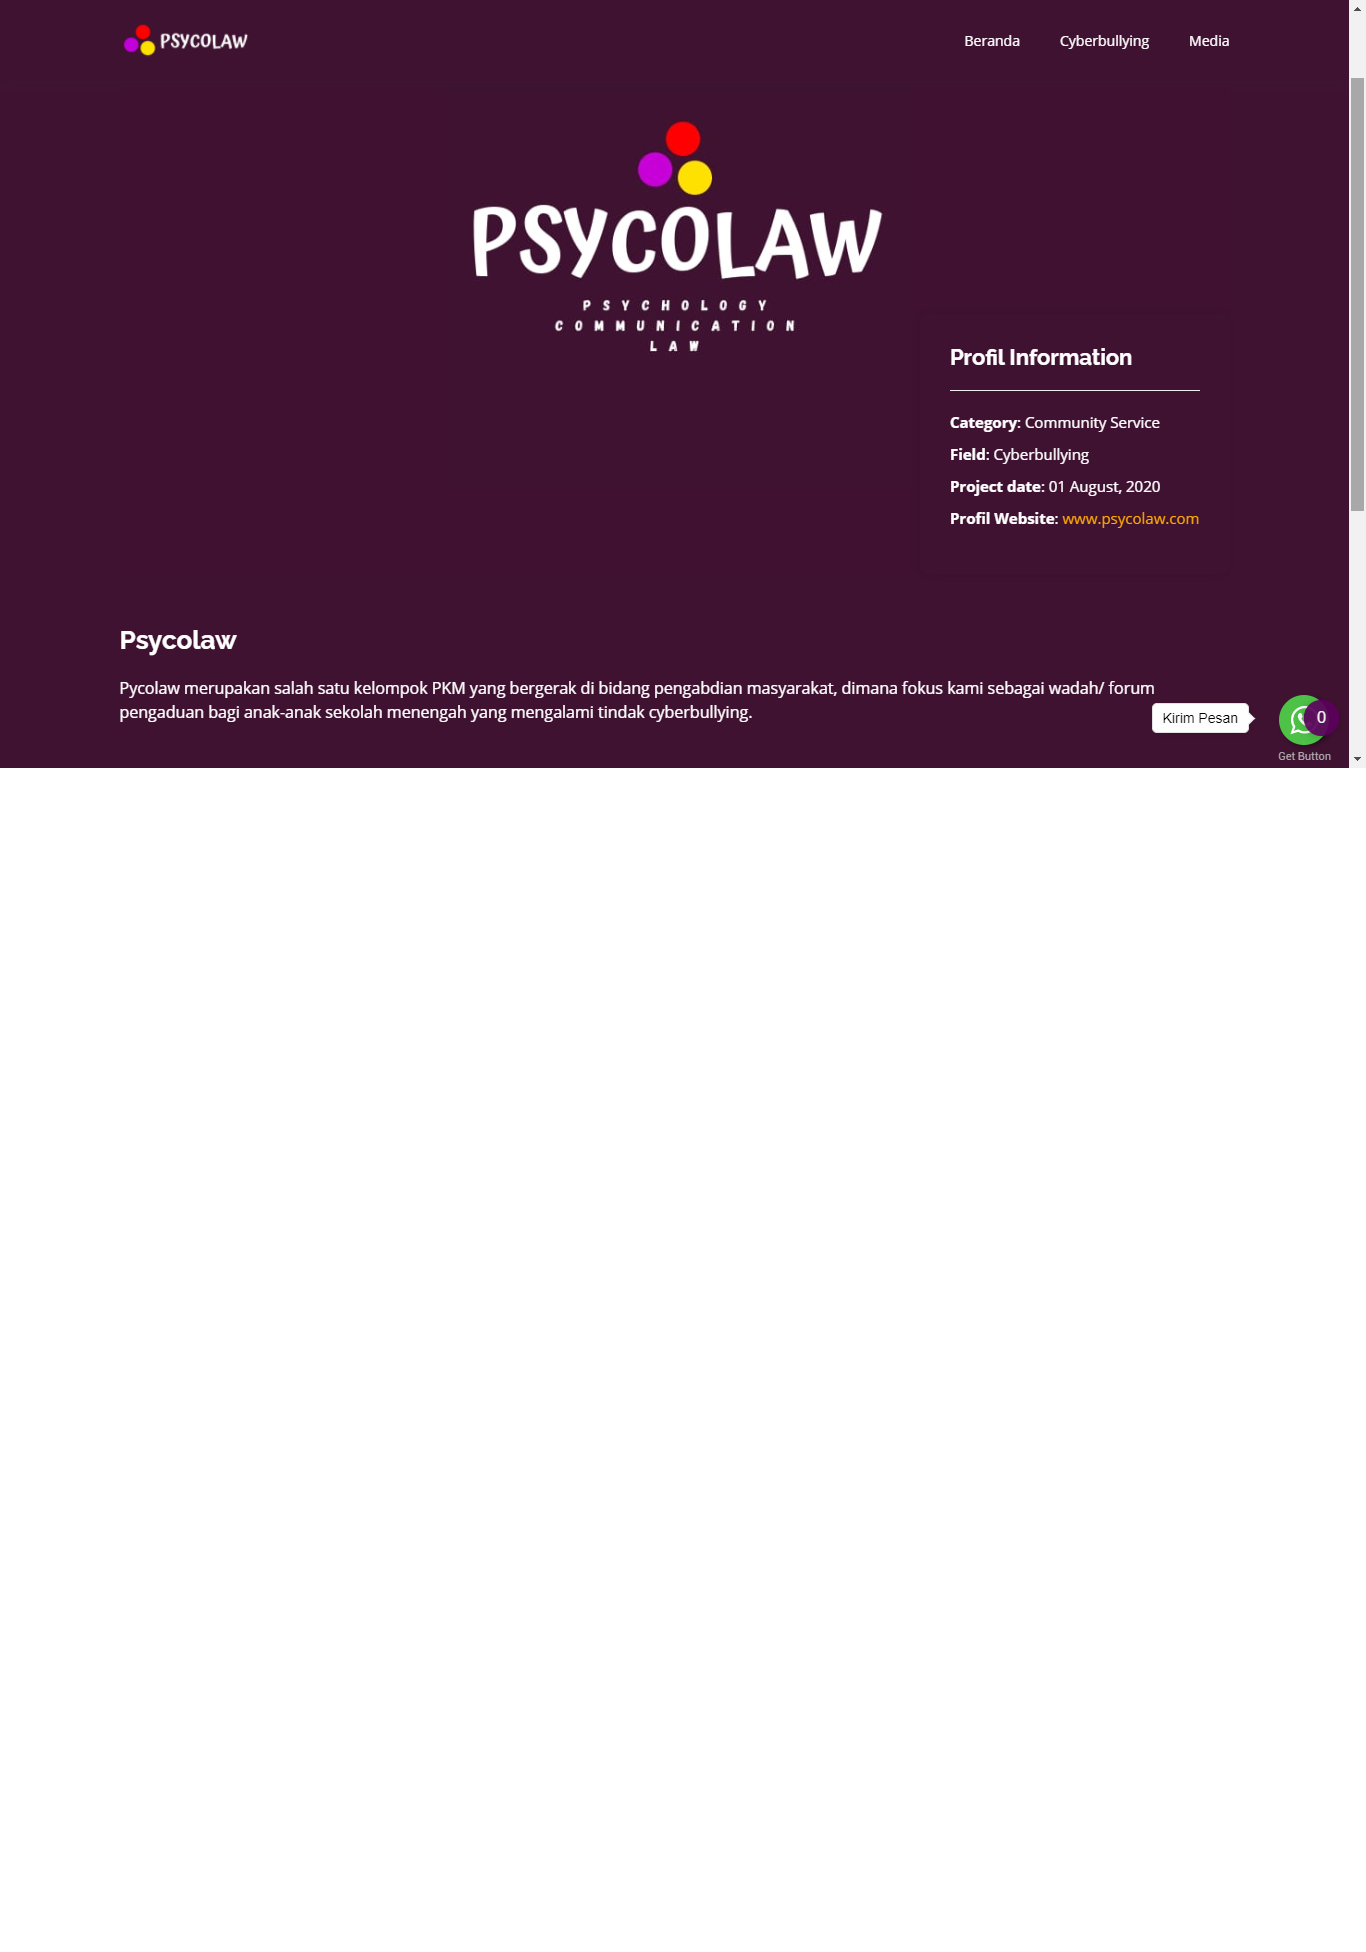 PSYCOLAW
Beranda
Cyberbullying
Media
PSYCOLAW
PSYCHOLOGY
COMMUNICATION
LAW
Profil Information
Category: Community Service
Field: Cyberbullying
Project date: 01 August, 2020
Profil Website: www.psycolaw.com
Psycolaw
Pycolaw merupakan salah satu kelompok PKM yang bergerak di bidang pengabdian masyarakat, dimana fokus kami sebagai wadah/ forum
pengaduan bagi anak-anak sekolah menengah yang mengalami tindak cyberbullying.
Kirim Pesan
0
Get Button